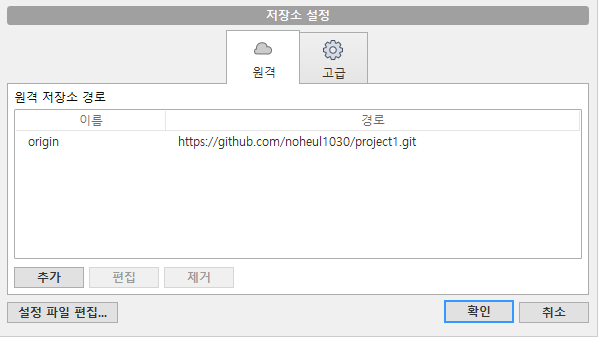 저장소 설정
원격
고급
원격 저장소 경로
이름 경로
origin https://github.com/noheul1030/project1.git
추가 편집 제거
설정 파일 편집... 확인 취소